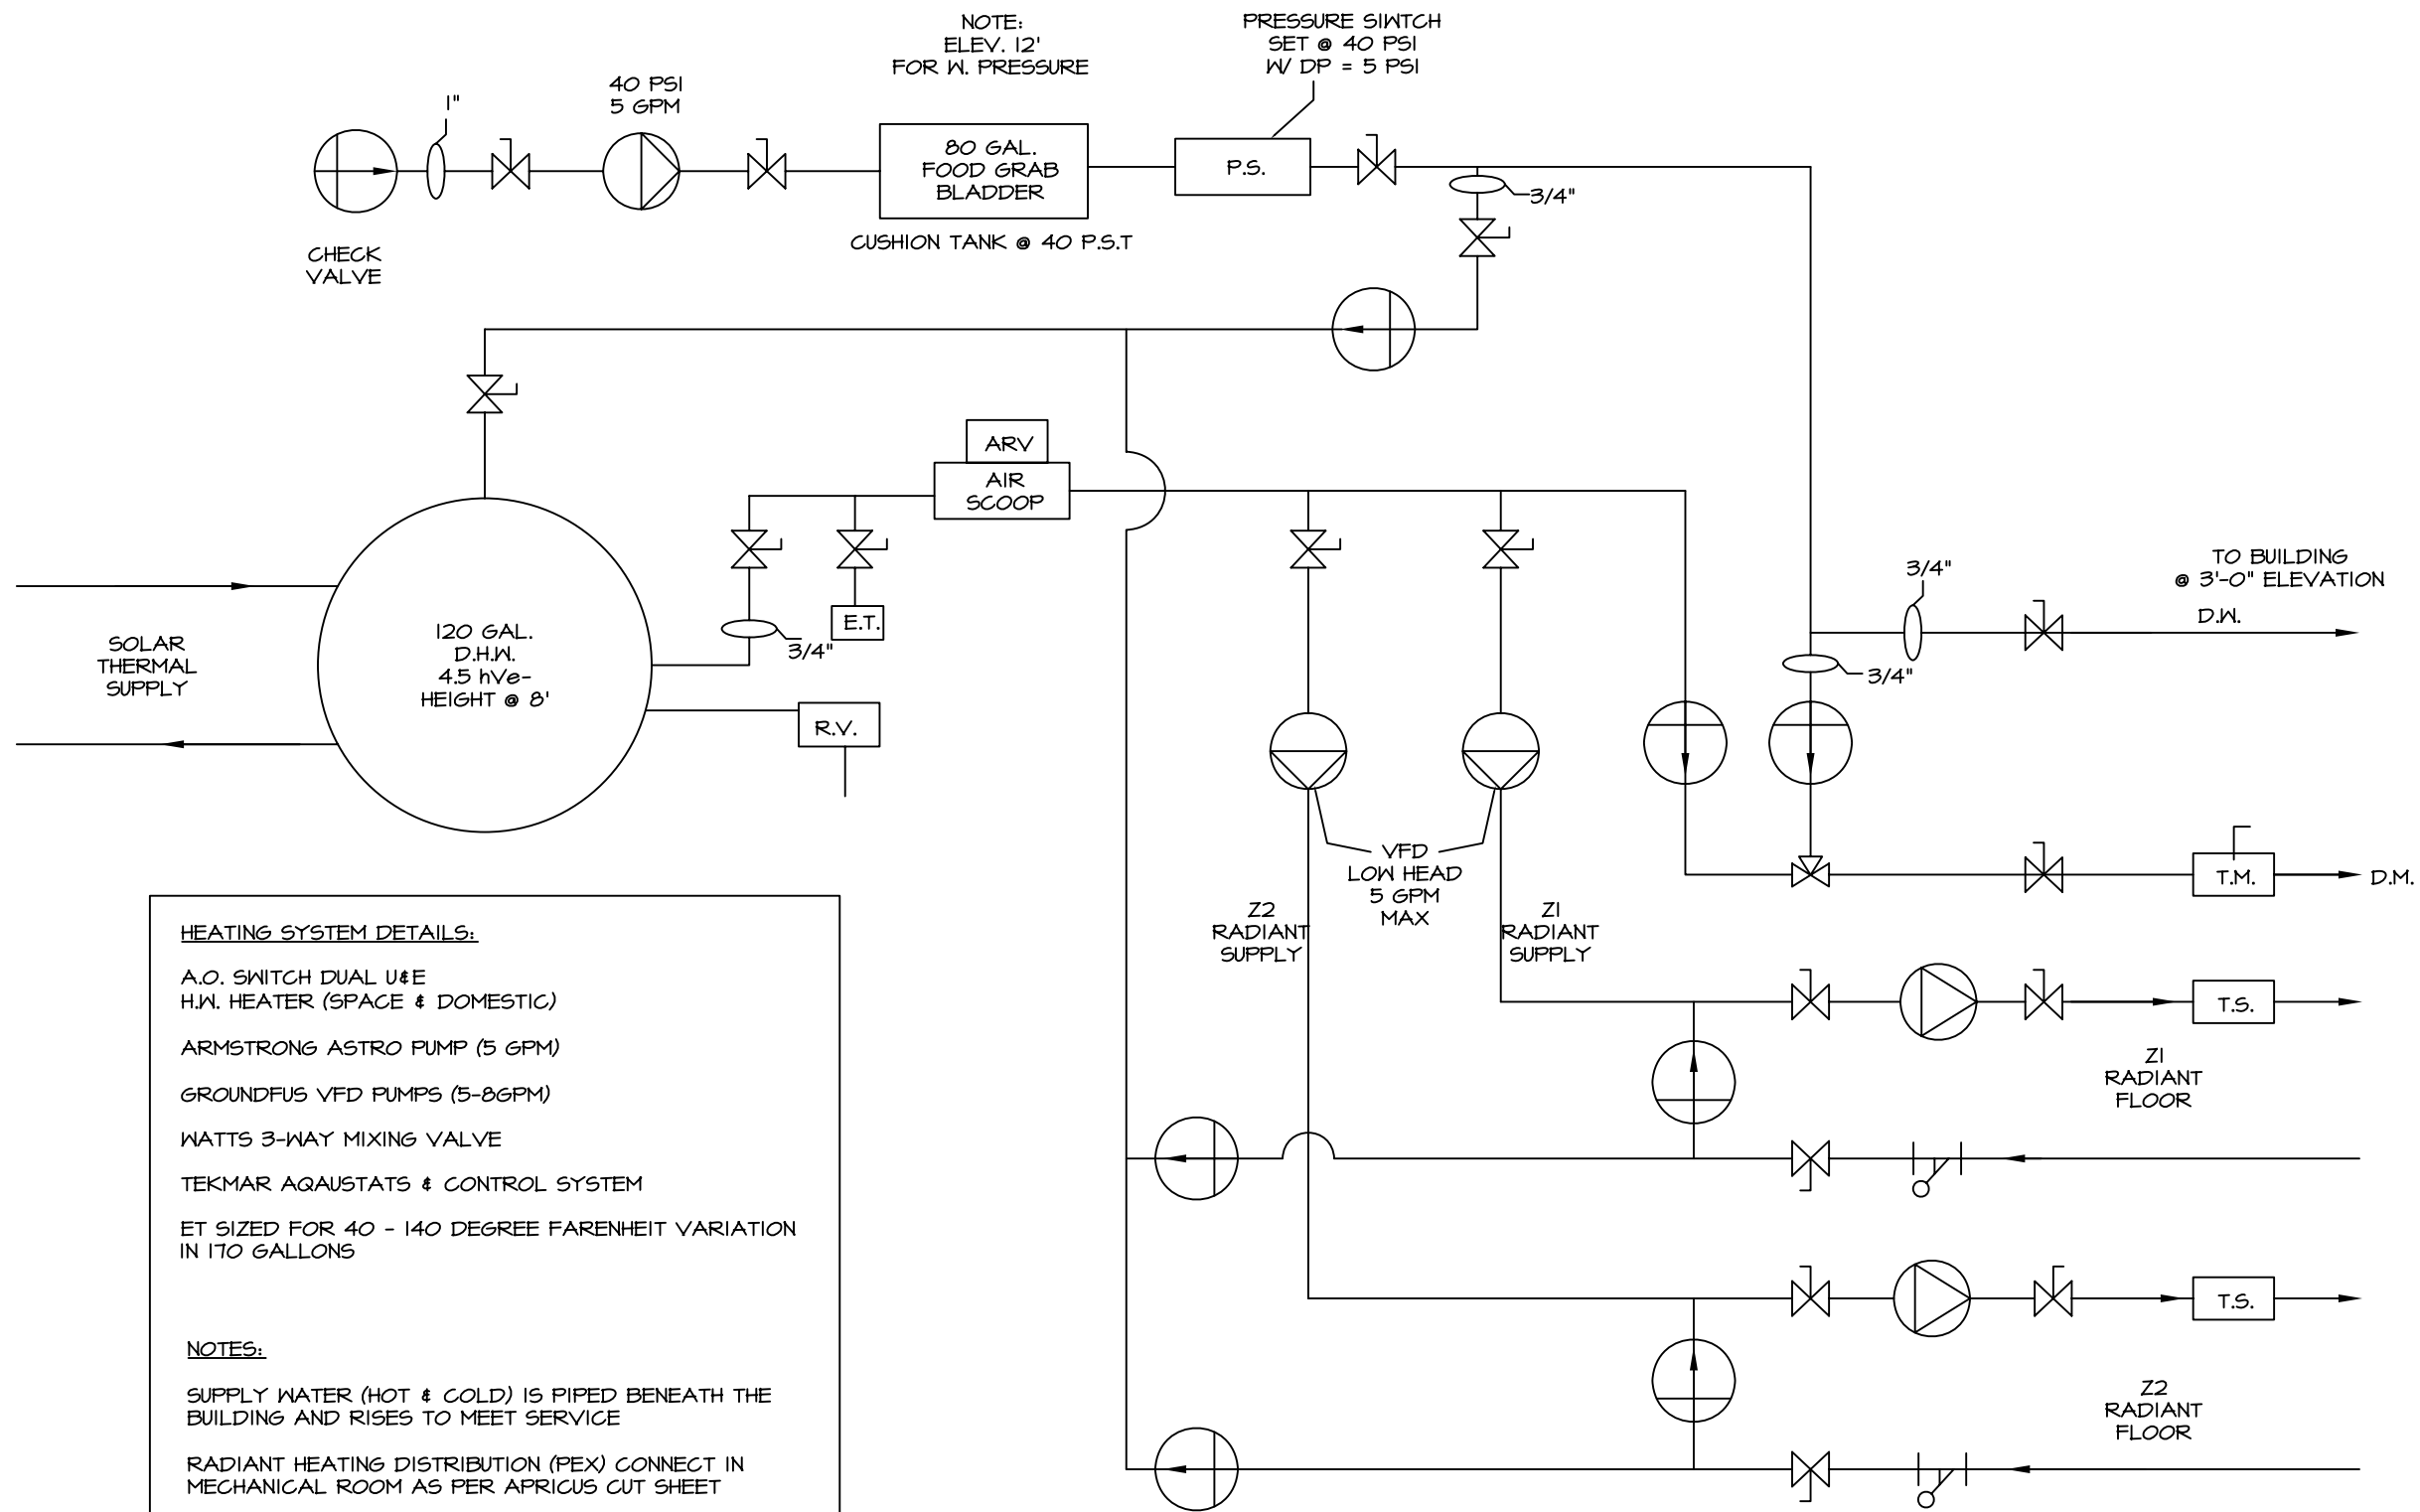 NOTE:
ELEV. 12'
FOR W. PRESSURE
PRESSURE SIWTCH
SET @ 40 PSI
W/ DP = 5 PSI
1"
40 PSI
5 GPM
80 GAL.
FOOD GRAB
BLADDER
P.S.
3/4"
CHECK
VALVE
CUSHION TANK @ 40 P.S.T
ARV
AIR
SCOOP
TO BUILDING
@ 3'-0" ELEVATION
3/4"
D.W.
SOLAR
THERMAL
SUPPLY
120 GAL.
D.H.W.
4.5 hVe-
HEIGHT @ 8'
E.T.
3/4"
3/4"
R.V.
VFD
LOW HEAD
5 GPM
MAX
T.M.
D.M.
Z2
RADIANT
SUPPLY
Z1
RADIANT
SUPPLY
T.S.
Z1
RADIANT
FLOOR
T.S.
Z2
RADIANT
FLOOR
HEATING SYSTEM DETAILS:
A.O. SWITCH DUAL U&E
H.W. HEATER (SPACE & DOMESTIC)
ARMSTRONG ASTRO PUMP (5 GPM)
GROUNDFUS VFD PUMPS (5-8GPM)
WATTS 3-WAY MIXING VALVE
TEKMAR AQAUSTATS & CONTROL SYSTEM
ET SIZED FOR 40 - 140 DEGREE FARENHEIT VARIATION
IN 170 GALLONS
NOTES:
SUPPLY WATER (HOT & COLD) IS PIPED BENEATH THE
BUILDING AND RISES TO MEET SERVICE
RADIANT HEATING DISTRIBUTION (PEX) CONNECT IN
MECHANICAL ROOM AS PER APRICUS CUT SHEET